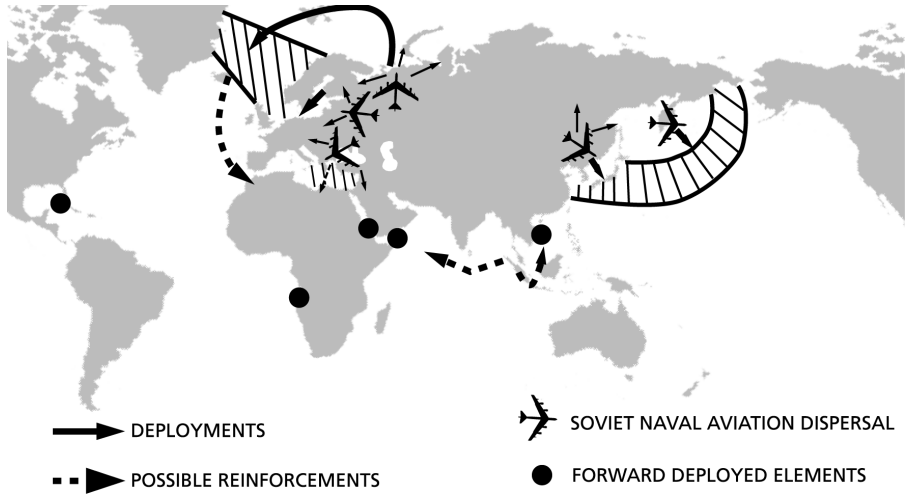 DEPLOYMENTS
SOVIET NAVAL AVIATION DISPERSAL
POSSIBLE REINFORCEMENTS
FORWARD DEPLOYED ELEMENTS